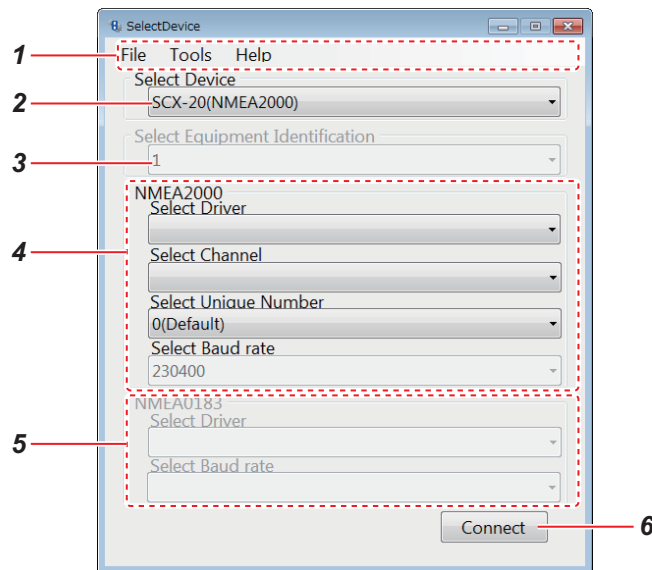 SelectDevice
1
File Tools Help
Select Device
2
SCX-20(NMEA2000)
Select Equipment Identification
3
1
NMEA2000
Select Driver
4
Select Channel
Select Unique Number
0(Default)
Select Baud rate
230400
NMEA0183
Select Driver
5
Select Baud rate
Connect
6